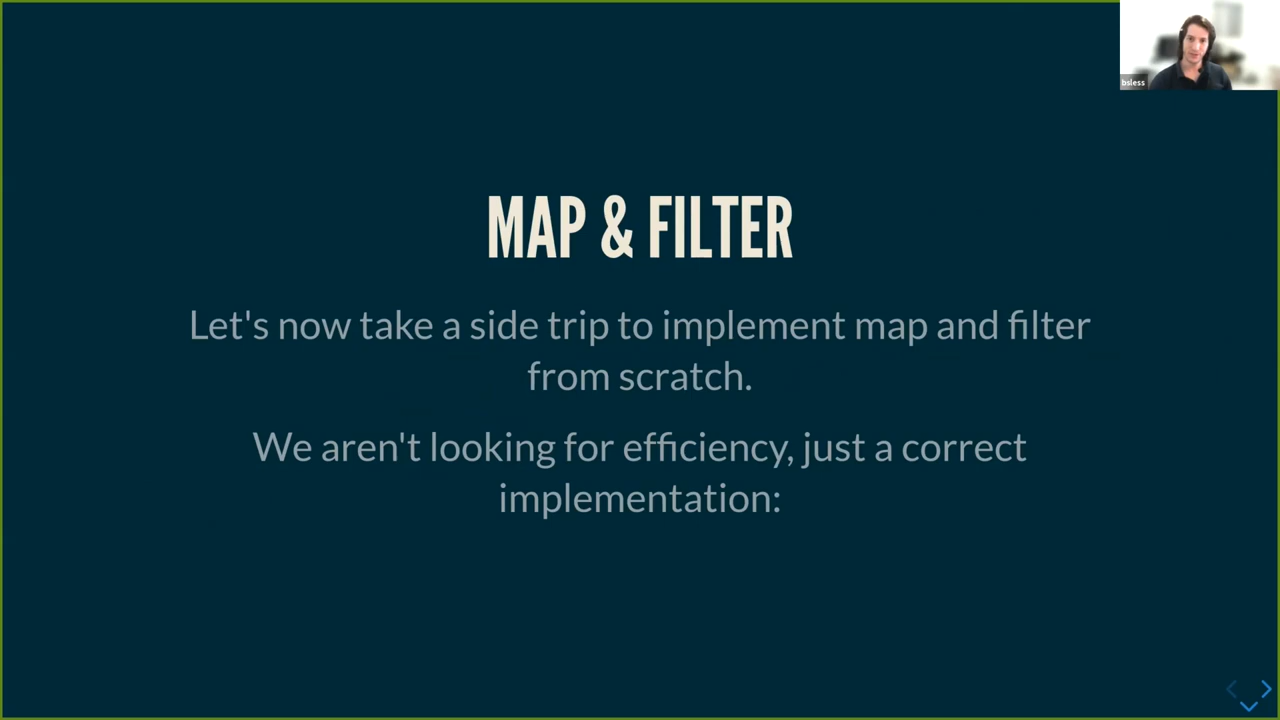 bsless
MAP & FILTER
Let's now take a side trip to implement map and filter
from scratch.
We aren't looking for efficiency, just a correct
implementation: